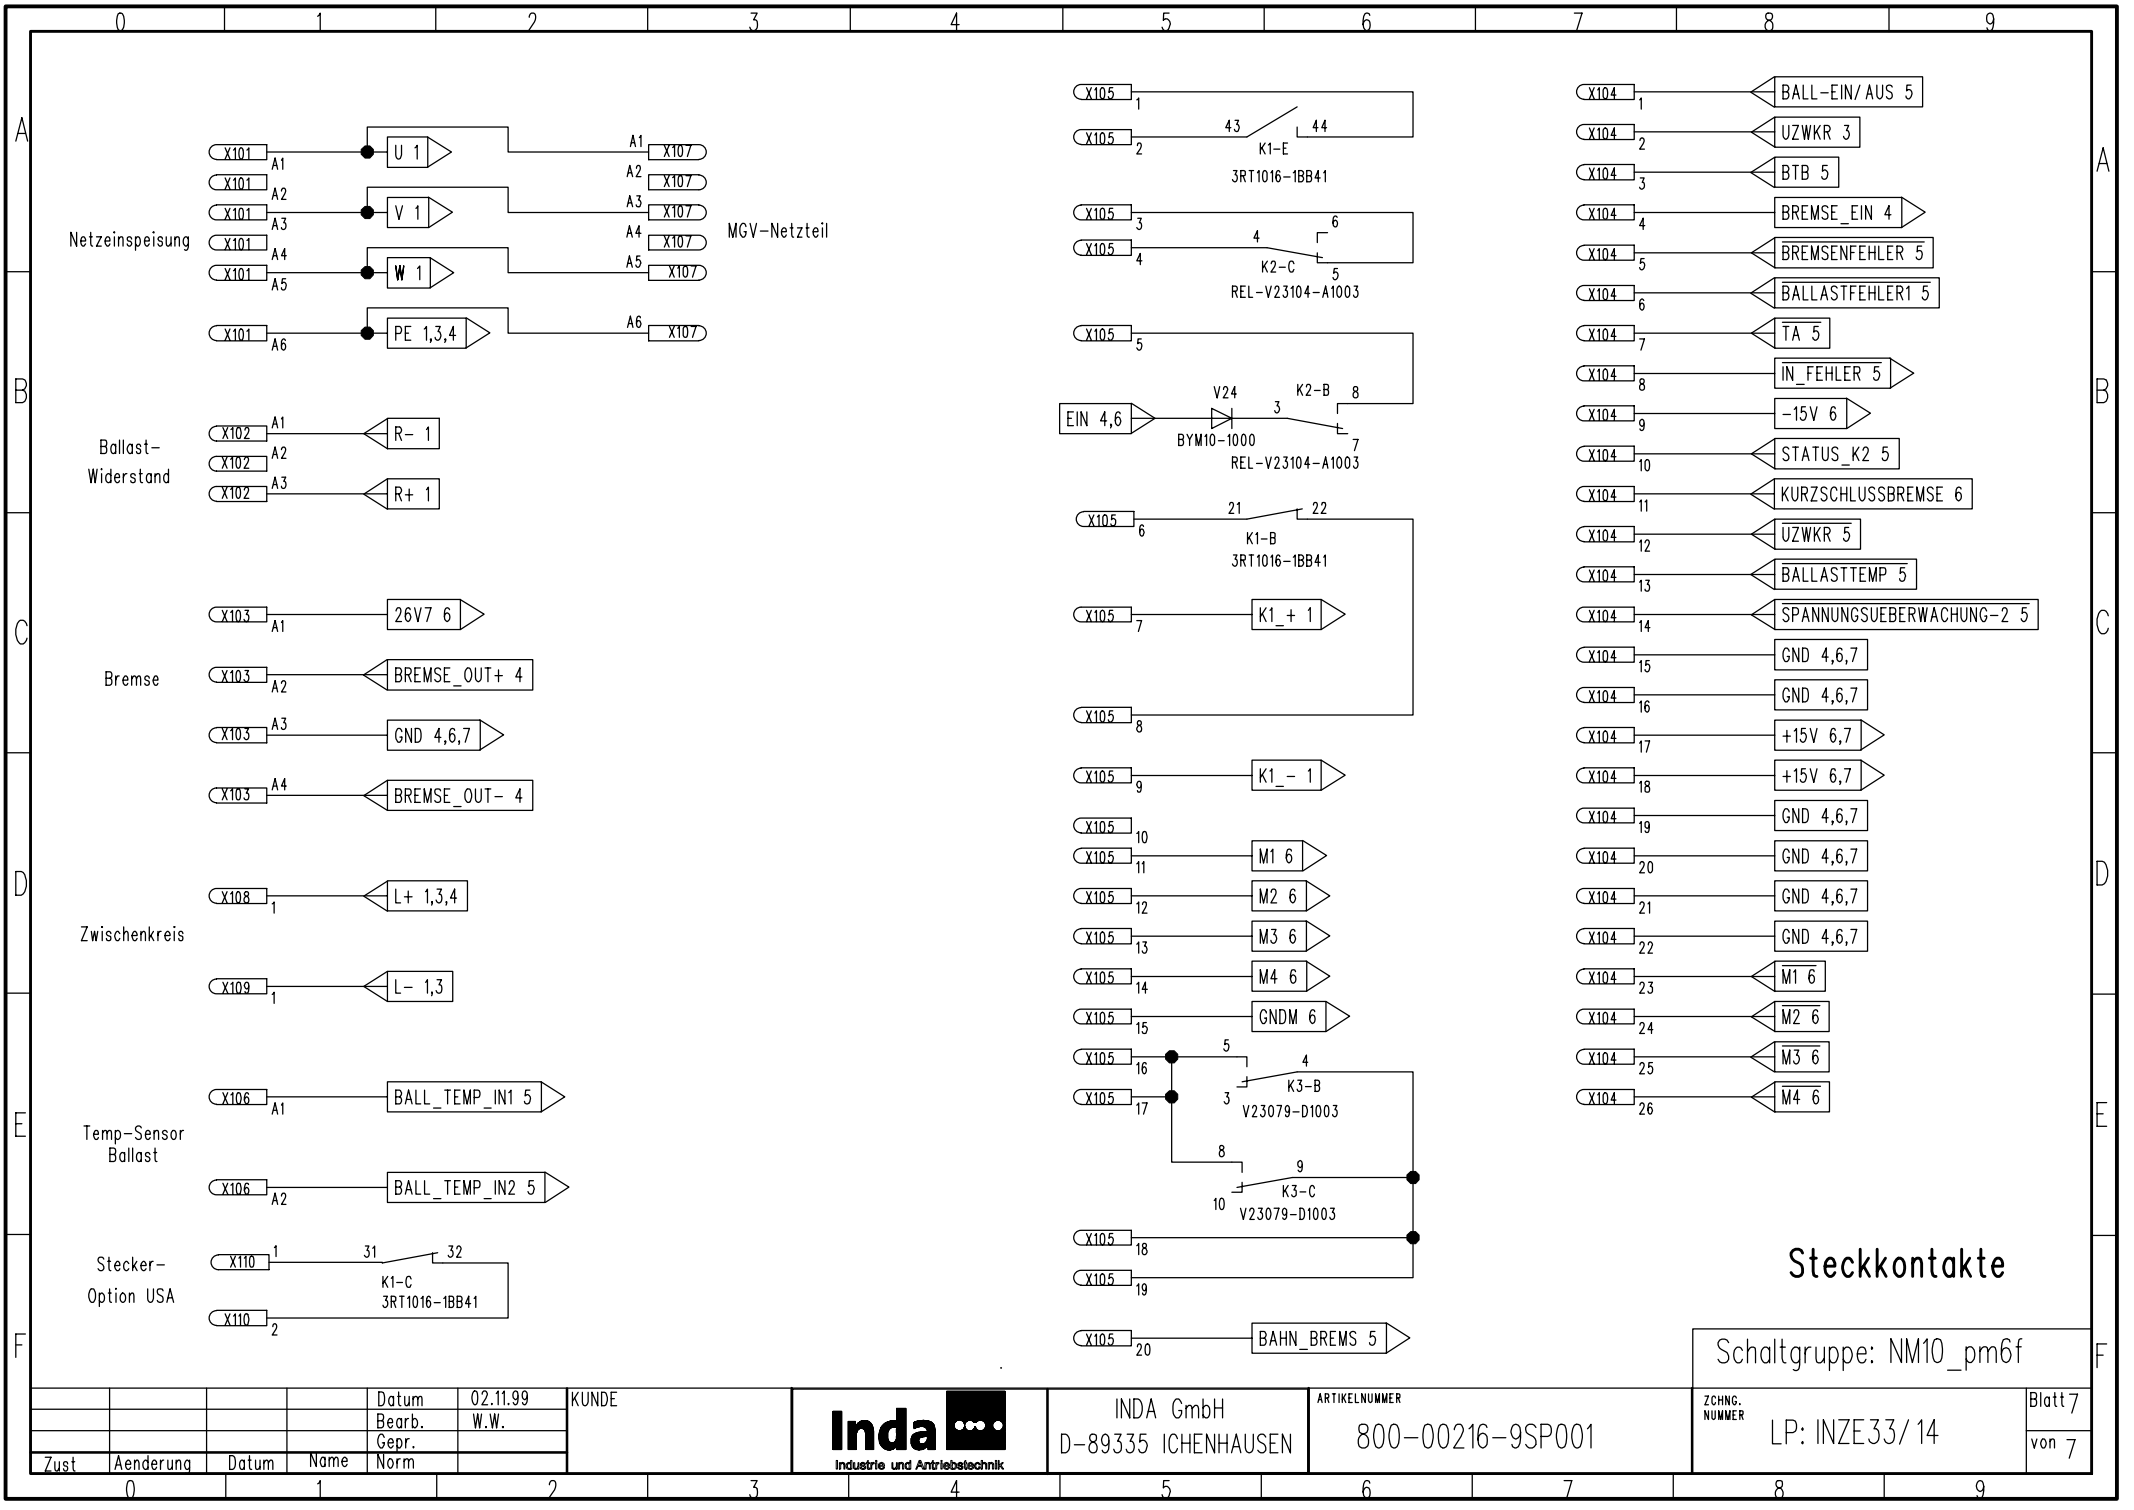 0 1 2 3 4 5 6 7 8 9
A
B
C
D
E
F
Netzeinspeisung
X101 A1 U 1 A1 X107
X101 A2 A2 X107
X101 A3 V 1 A3 X107
X101 A4 A4 X107
X101 A5 W 1 A5 X107
X101 A6 PE 1,3,4 A6 X107
MGV-Netzteil
Ballast-
Widerstand
X102 A1 R- 1
X102 A2
X102 A3 R+ 1
Bremse
X103 A1 26V7 6
X103 A2 BREMSE_OUT+ 4
X103 A3 GND 4,6,7
X103 A4 BREMSE_OUT- 4
Zwischenkreis
X108 1 L+ 1,3,4
X109 1 L- 1,3
Temp-Sensor
Ballast
X106 A1 BALL_TEMP_IN1 5
X106 A2 BALL_TEMP_IN2 5
Stecker-
Option USA
X110 1 31 32
K1-C
3RT1016-1BB41
X110 2
X105 1
X105 2 43 44
K1-E
3RT1016-1BB41
X105 3 6
X105 4 4 5
K2-C
REL-V23104-A1003
X105 5
EIN 4,6 V24 3 K2-B 8
BYM10-1000 7
REL-V23104-A1003
X105 6 21 22
K1-B
3RT1016-1BB41
X105 7 K1_+ 1
X105 8
X105 9 K1_- 1
X105 10
X105 11 M1 6
X105 12 M2 6
X105 13 M3 6
X105 14 M4 6
X105 15 GNDM 6
X105 16 5 4
K3-B
X105 17 3
V23079-D1003
8 9
K3-C
10
V23079-D1003
X105 18
X105 19
X105 20 BAHN_BREMS 5
X104 1 BALL-EIN/AUS 5
X104 2 UZWKR 3
X104 3 BTB 5
X104 4 BREMSE_EIN 4
X104 5 BREMSENFEHLER 5
X104 6 BALLASTFEHLER1 5
X104 7 TA 5
X104 8 IN_FEHLER 5
X104 9 -15V 6
X104 10 STATUS_K2 5
X104 11 KURZSCHLUSSBREMSE 6
X104 12 UZWKR 5
X104 13 BALLASTTEMP 5
X104 14 SPANNUNGSUEBERWACHUNG-2 5
X104 15 GND 4,6,7
X104 16 GND 4,6,7
X104 17 +15V 6,7
X104 18 +15V 6,7
X104 19 GND 4,6,7
X104 20 GND 4,6,7
X104 21 GND 4,6,7
X104 22 GND 4,6,7
X104 23 M1 6
X104 24 M2 6
X104 25 M3 6
X104 26 M4 6
A
B
C
D
E
F
Steckkontakte
Schaltgruppe: NM10_pm6f
Datum 02.11.99
Bearb. W.W.
Gepr.
Zust Aenderung Datum Name Norm
KUNDE
Inda
Industrie und Antriebstechnik
INDA GmbH
D-89335 ICHENHAUSEN
ARTIKELNUMMER
800-00216-9SP001
ZCHNG.
NUMMER
LP: INZE33/14
Blatt 7
von 7
0 1 2 3 4 5 6 7 8 9